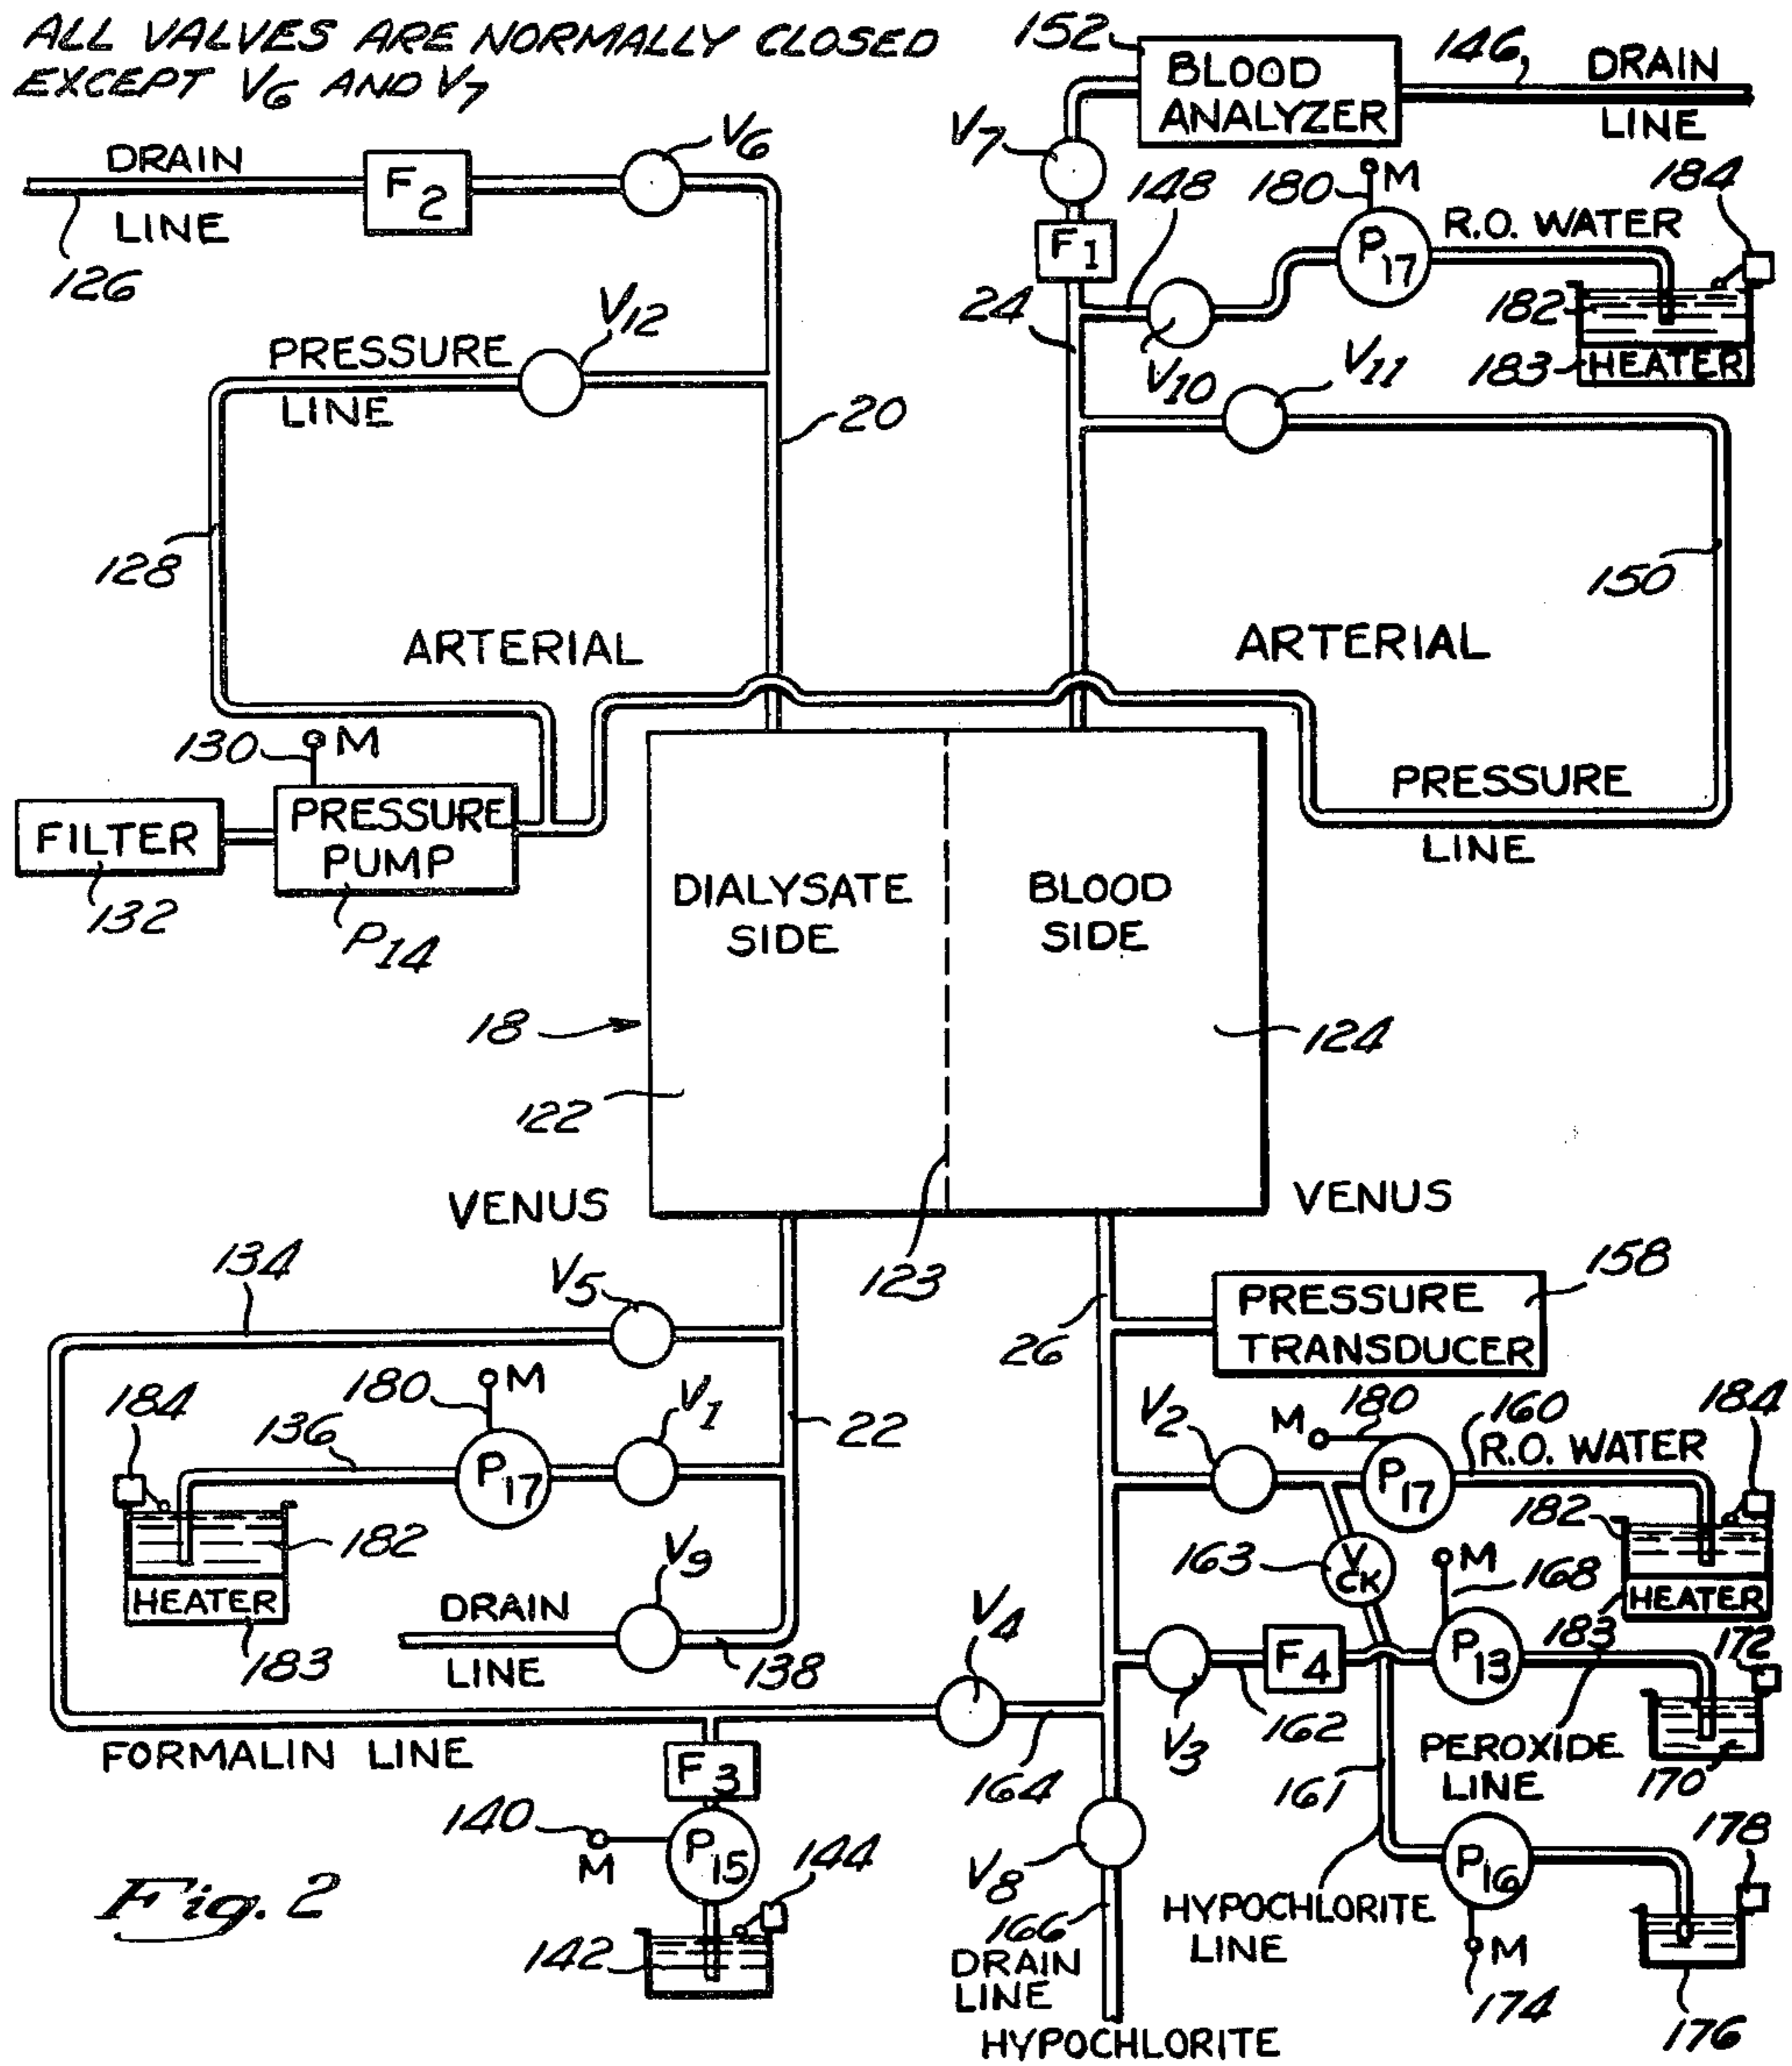 ALL VALVES ARE NORMALLY CLOSED
EXCEPT V6 AND V7
152
BLOOD
ANALYZER
146
DRAIN
LINE
DRAIN
LINE
126
F2
V6
V7
F1
148
180
M
P17
R.O. WATER
184
182
183
HEATER
24
V10
V11
V12
PRESSURE
LINE
20
128
150
ARTERIAL
ARTERIAL
130
M
FILTER
132
PRESSURE
PUMP
P14
PRESSURE
LINE
DIALYSATE
SIDE
BLOOD
SIDE
18
124
122
VENUS
VENUS
123
134
V5
26
158
PRESSURE
TRANSDUCER
184
180
M
136
P17
V1
22
182
HEATER
183
V9
DRAIN
LINE
138
V2
M
180
P17
160
R.O. WATER
184
182
HEATER
183
163
V
CK
M
168
P13
172
V4
V3
F4
162
164
161
PEROXIDE
LINE
170
FORMALIN LINE
F3
140
M
P15
144
142
V8
166
DRAIN
LINE
HYPOCHLORITE
HYPOCHLORITE
LINE
P16
M
174
178
176
Fig. 2